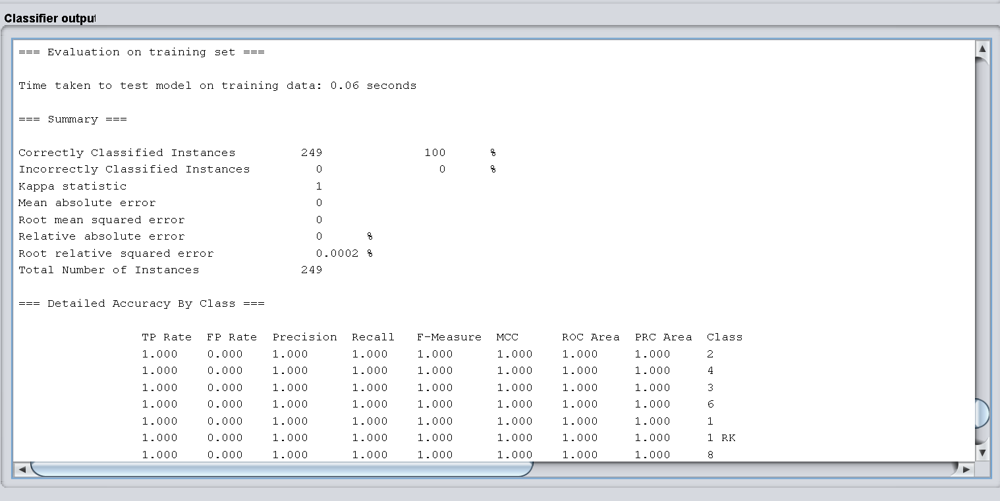 Classifier output
=== Evaluation on training set ===
Time taken to test model on training data: 0.06 seconds
=== Summary ===
Correctly Classified Instances 249 100 %
Incorrectly Classified Instances 0 0 %
Kappa statistic 1
Mean absolute error 0
Root mean squared error 0
Relative absolute error 0 %
Root relative squared error 0.0002 %
Total Number of Instances 249
=== Detailed Accuracy By Class ===
TP Rate FP Rate Precision Recall F-Measure MCC ROC Area PRC Area Class
1.000 0.000 1.000 1.000 1.000 1.000 1.000 1.000 2
1.000 0.000 1.000 1.000 1.000 1.000 1.000 1.000 4
1.000 0.000 1.000 1.000 1.000 1.000 1.000 1.000 3
1.000 0.000 1.000 1.000 1.000 1.000 1.000 1.000 6
1.000 0.000 1.000 1.000 1.000 1.000 1.000 1.000 1
1.000 0.000 1.000 1.000 1.000 1.000 1.000 1.000 1 RK
1.000 0.000 1.000 1.000 1.000 1.000 1.000 1.000 8